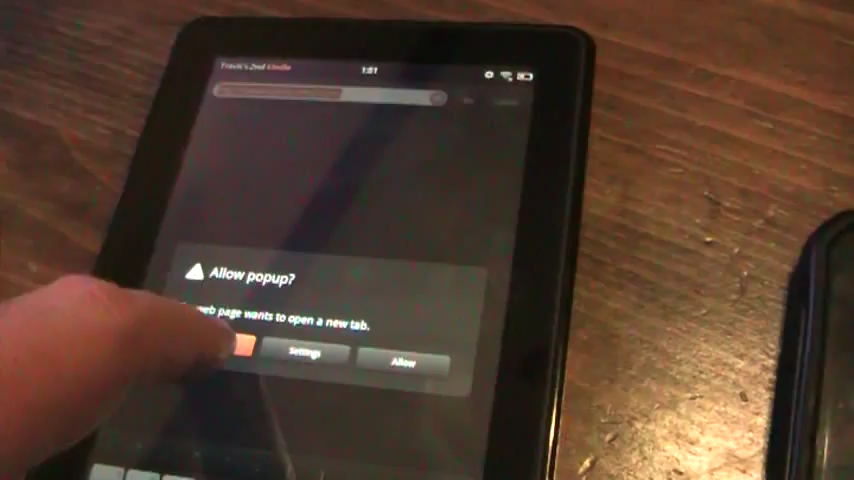 Travis's 2nd Kindle
1:51
Allow popup?
web page wants to open a new tab.
Settings
Allow